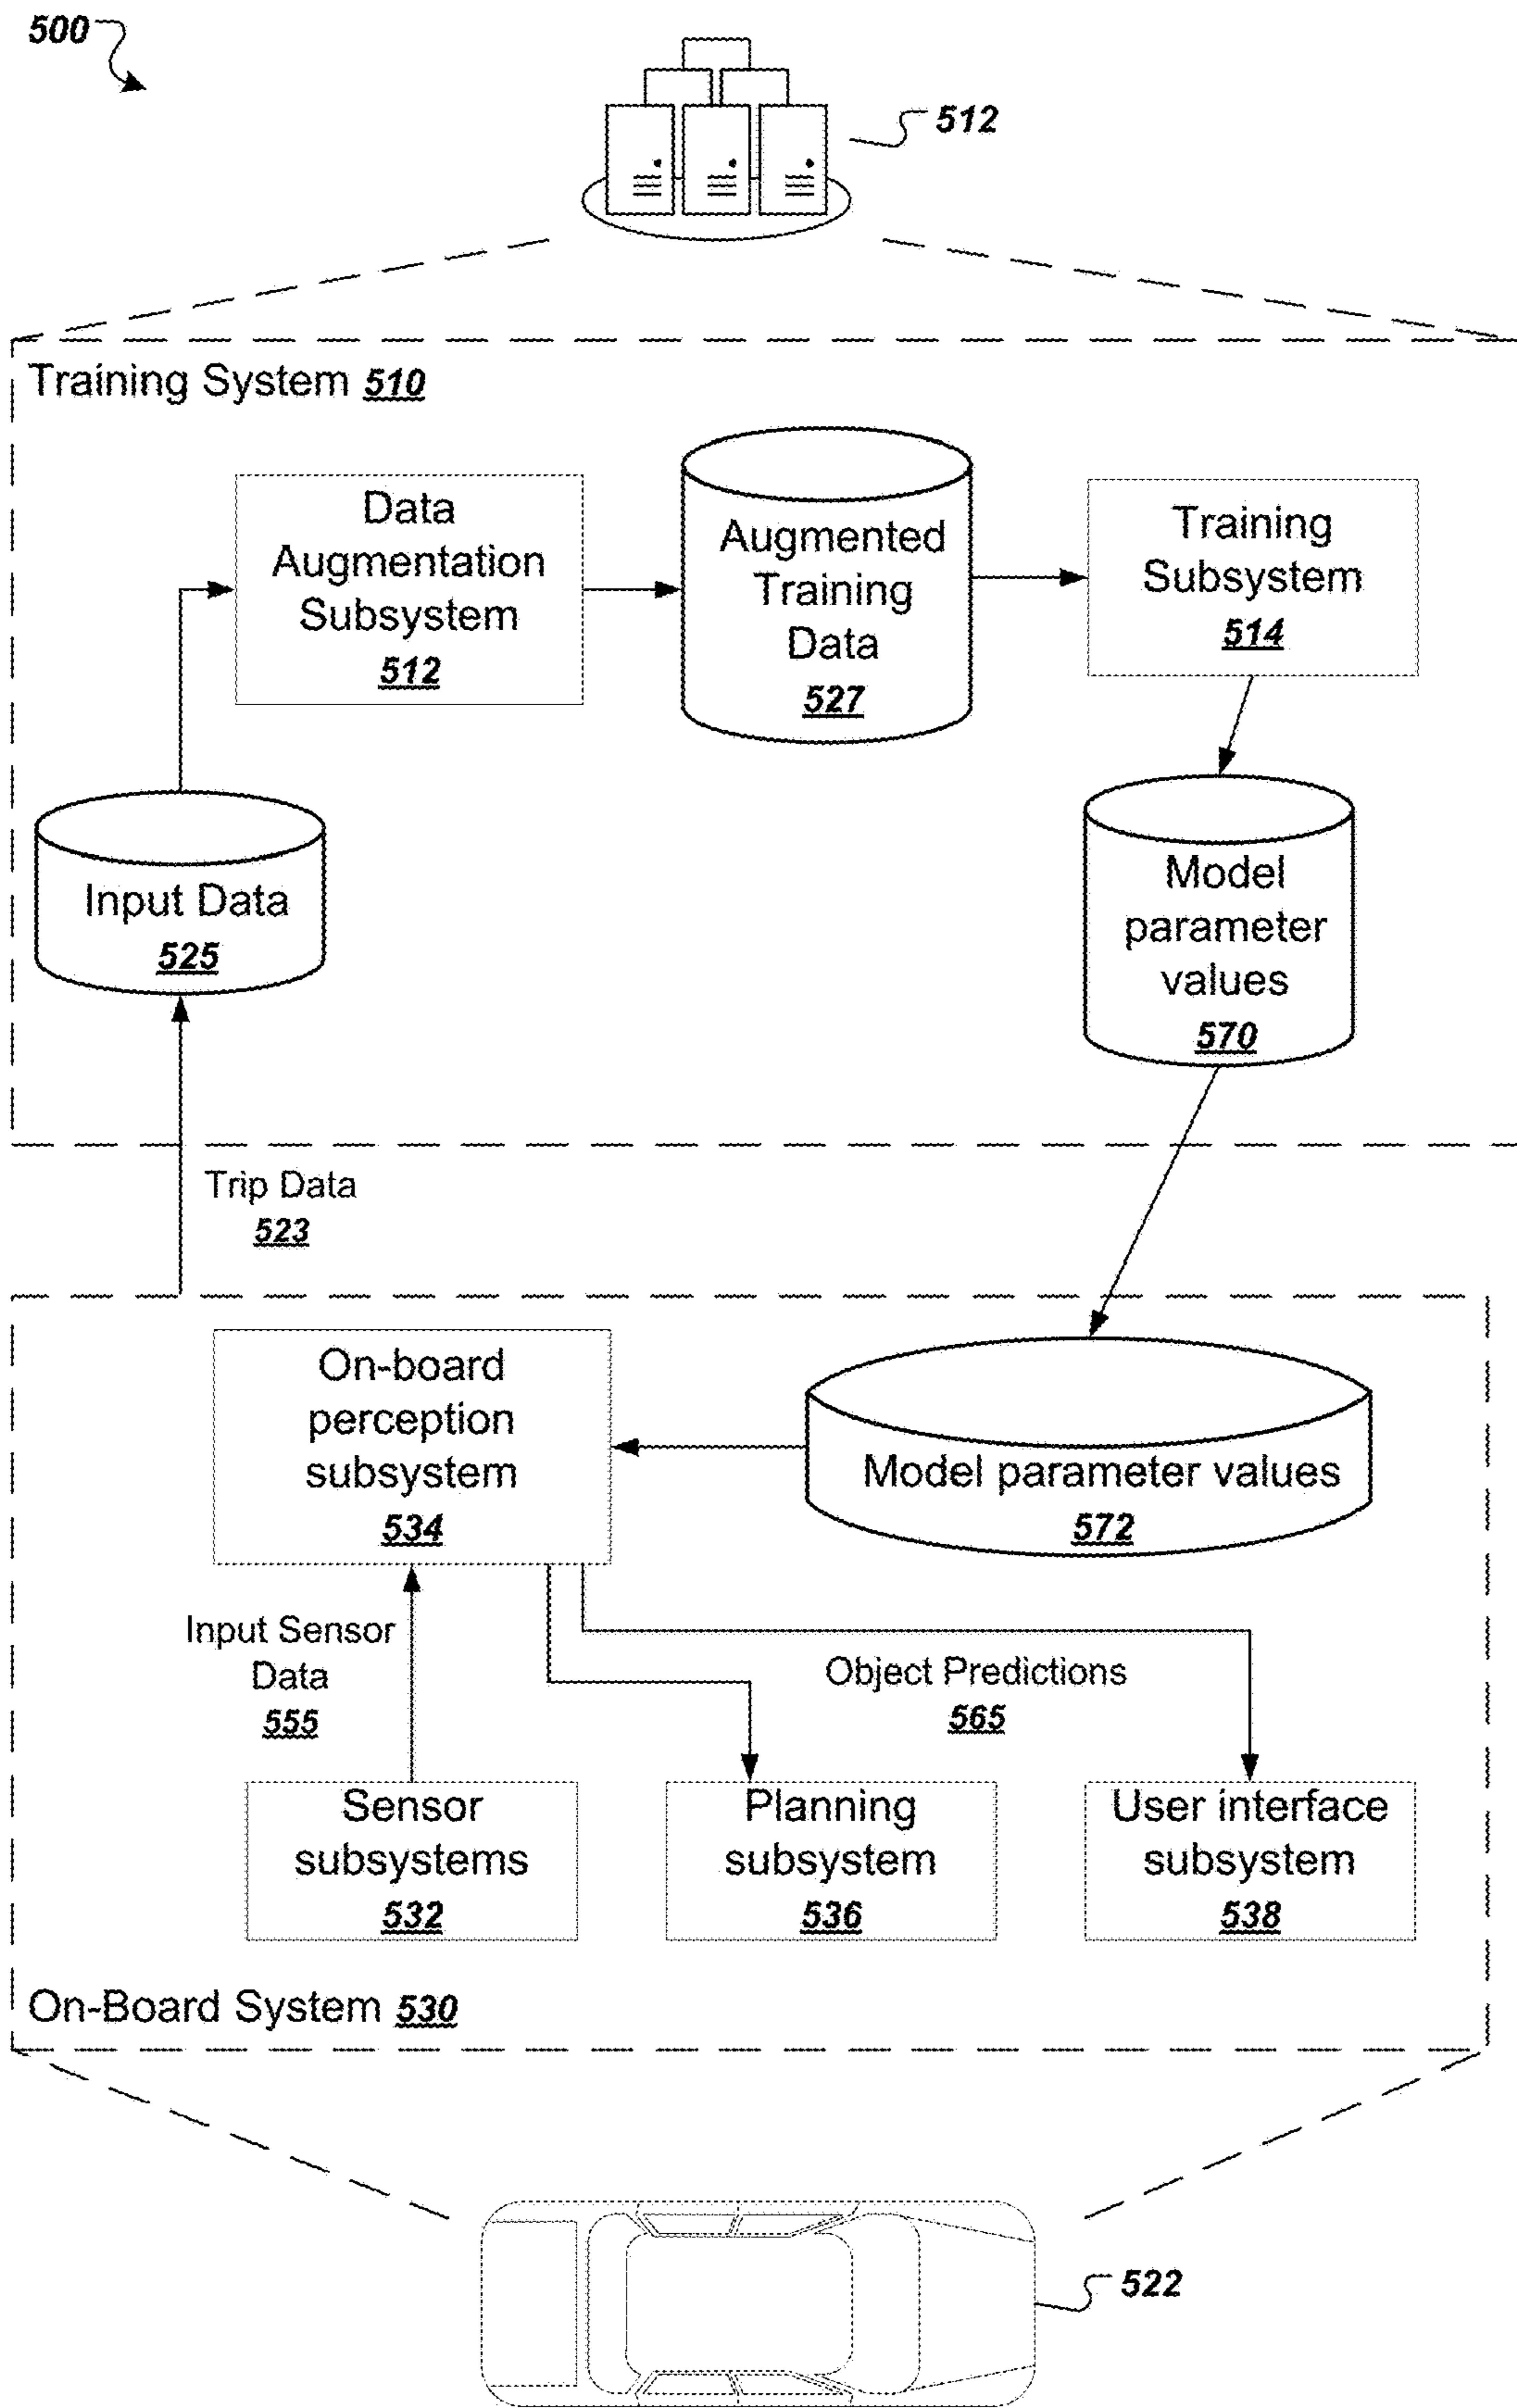 500
512
Training System 510
Data
Augmentation
Subsystem
512
Augmented
Training
Data
527
Training
Subsystem
514
Input Data
525
Model
parameter
values
570
Trip Data
523
On-board
perception
subsystem
534
Model parameter values
572
Input Sensor
Data
555
Object Predictions
565
Sensor
subsystems
532
Planning
subsystem
536
User interface
subsystem
538
On-Board System 530
522